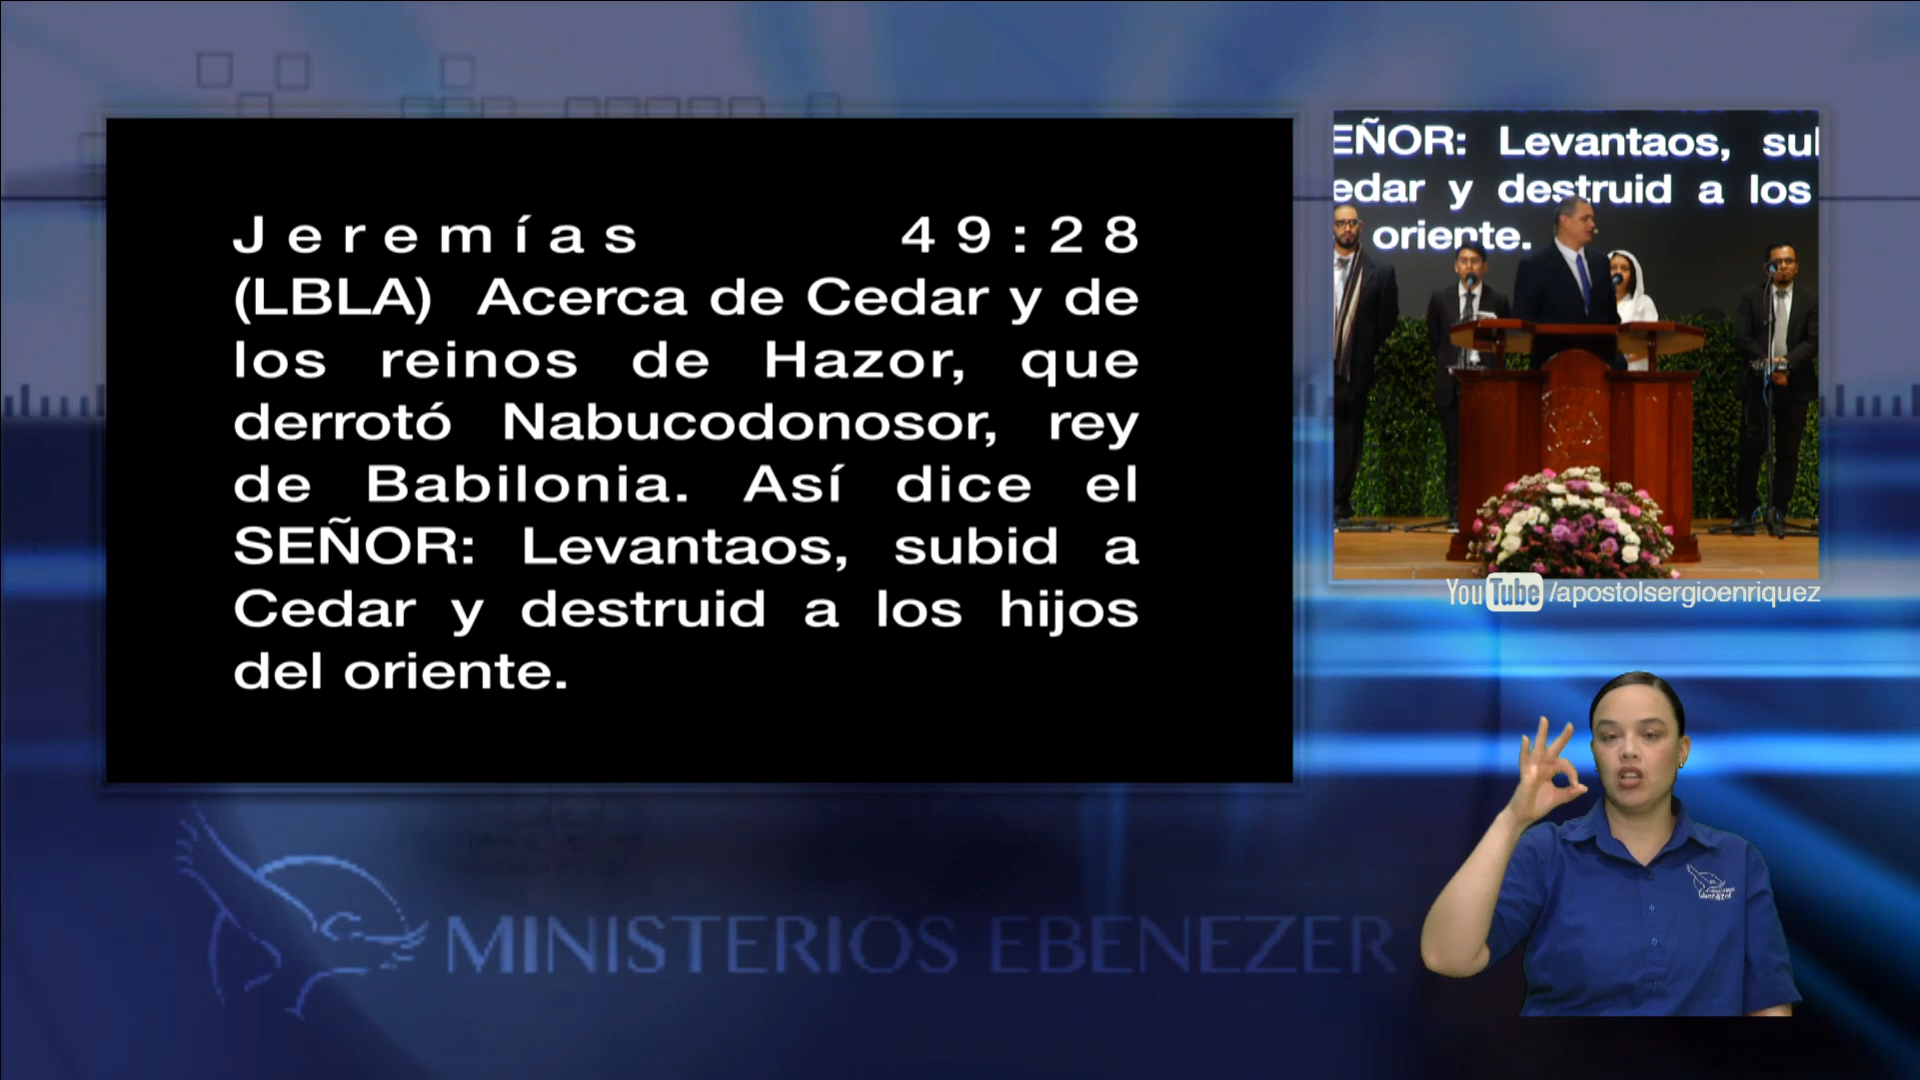 Jeremías 49:28
(LBLA) Acerca de Cedar y de
los reinos de Hazor, que
derrotó Nabucodonosor, rey
de Babilonia. Así dice el
SEÑOR: Levantaos, subid a
Cedar y destruid a los hijos
del oriente.
EÑOR: Levantaos, sul
edar y destruid a los
oriente.
YouTube /apostolsergioenriquez
MINISTERIOS EBENEZER